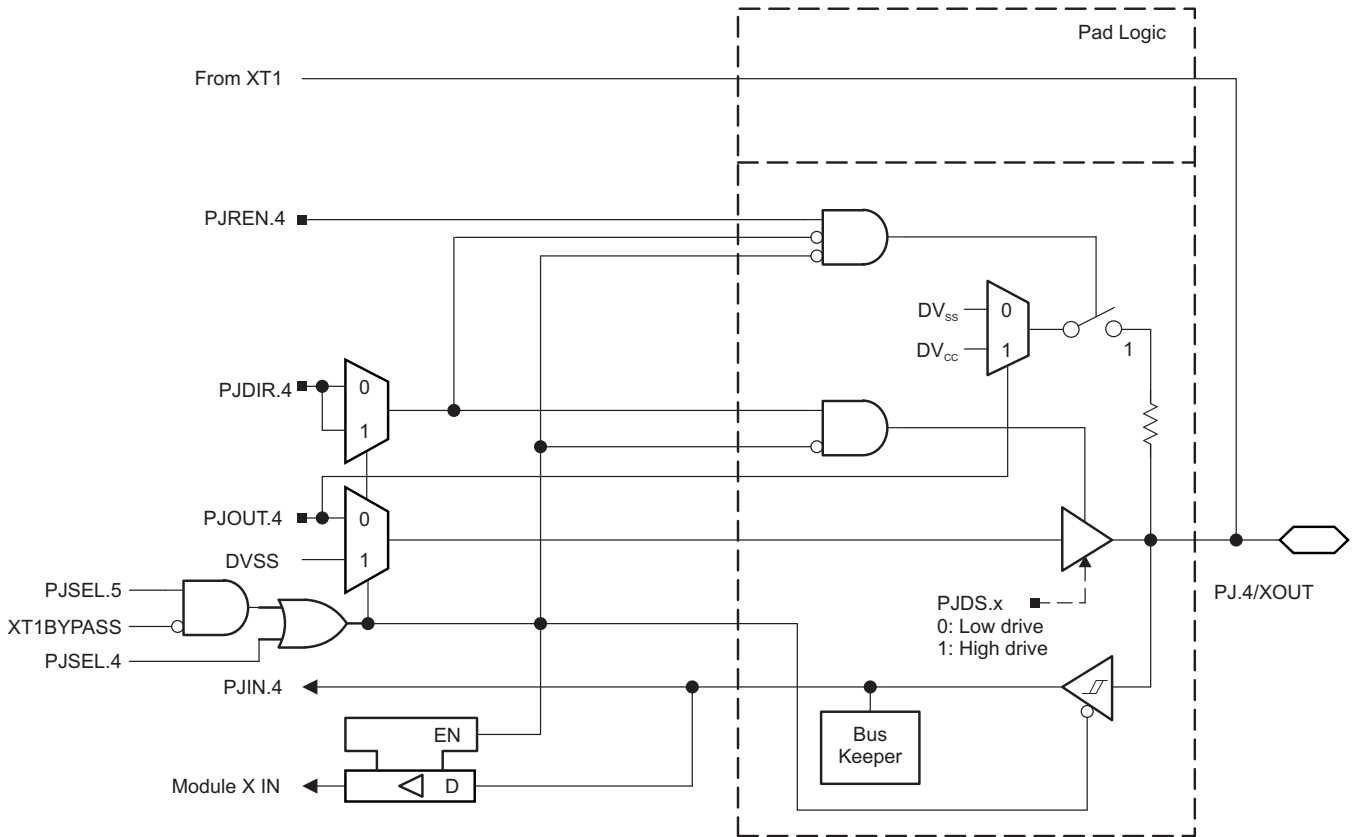 Pad Logic
From XT1
PJREN.4
DVSS
0
DVCC
1
1
PJDIR.4
0
1
PJOUT.4
0
DVSS
1
PJSEL.5
XT1BYPASS
PJSEL.4
PJDS.x
0: Low drive
1: High drive
PJ.4/XOUT
PJIN.4
EN
Bus
Keeper
Module X IN
D